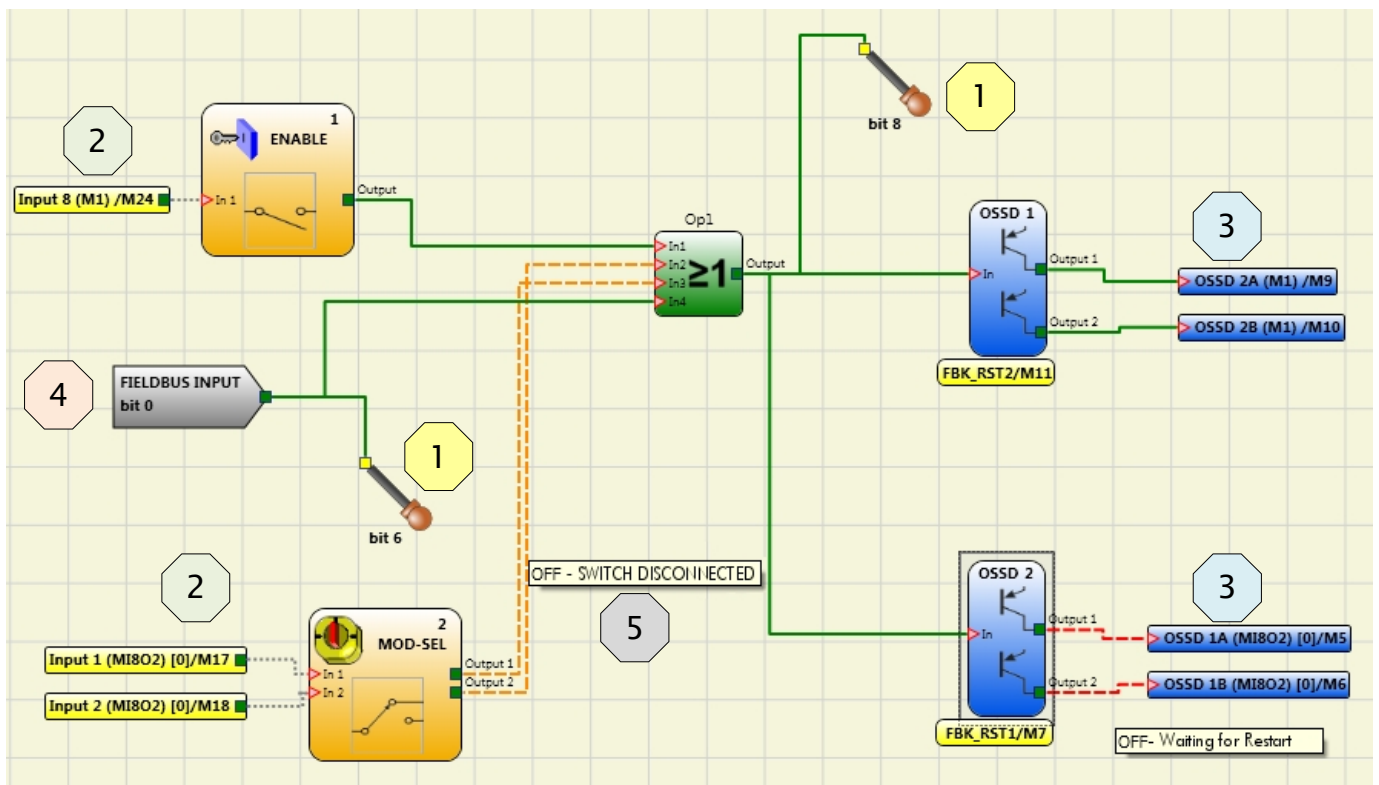 1
bit 8
2
1
ENABLE
Input 8 (M1) /M24
In 1
Output
Op1
In1
In2
In3
In4
≥1
Output
OSSD 1
In
Output 1
Output 2
FBK_RST2/M11
3
OSSD 2A (M1) /M9
OSSD 2B (M1) /M10
4
FIELDBUS INPUT
bit 0
1
bit 6
2
2
MOD-SEL
Input 1 (MI8O2) [0]/M17
Input 2 (MI8O2) [0]/M18
In 1
In 2
Output 1
Output 2
OFF - SWITCH DISCONNECTED
5
OSSD 2
In
Output 1
Output 2
FBK_RST1/M7
3
OSSD 1A (MI8O2) [0]/M5
OSSD 1B (MI8O2) [0]/M6
OFF- Waiting for Restart